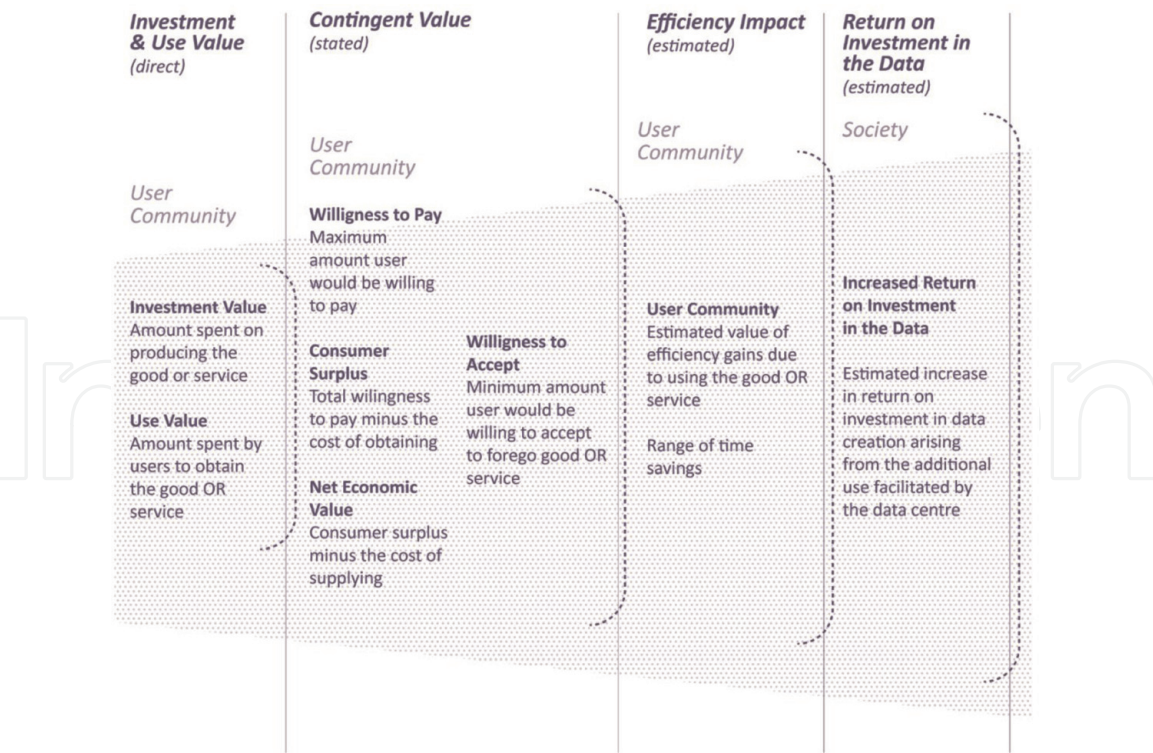 Investment
& Use Value
(direct)
User
Community
Investment Value
Amount spent on
producing the
good or service
Use Value
Amount spent by
users to obtain
the good OR
service
Contingent Value
(stated)
User
Community
Willigness to Pay
Maximum
amount user
would be willing
to pay
Consumer
Surplus
Total wilingness
to pay minus the
cost of obtaining
Net Economic
Value
Consumer surplus
minus the cost of
supplying
Willigness to
Accept
Minimum amount
user would be
willing to accept
to forego good OR
service
Efficiency Impact
(estimated)
User
Community
User Community
Estimated value of
efficiency gains due
to using the good OR
service
Range of time
savings
Return on
Investment in
the Data
(estimated)
Society
Increased Return
on Investment
in the Data
Estimated increase
in return on
investment in data
creation arising
from the additional
use facilitated by
the data centre